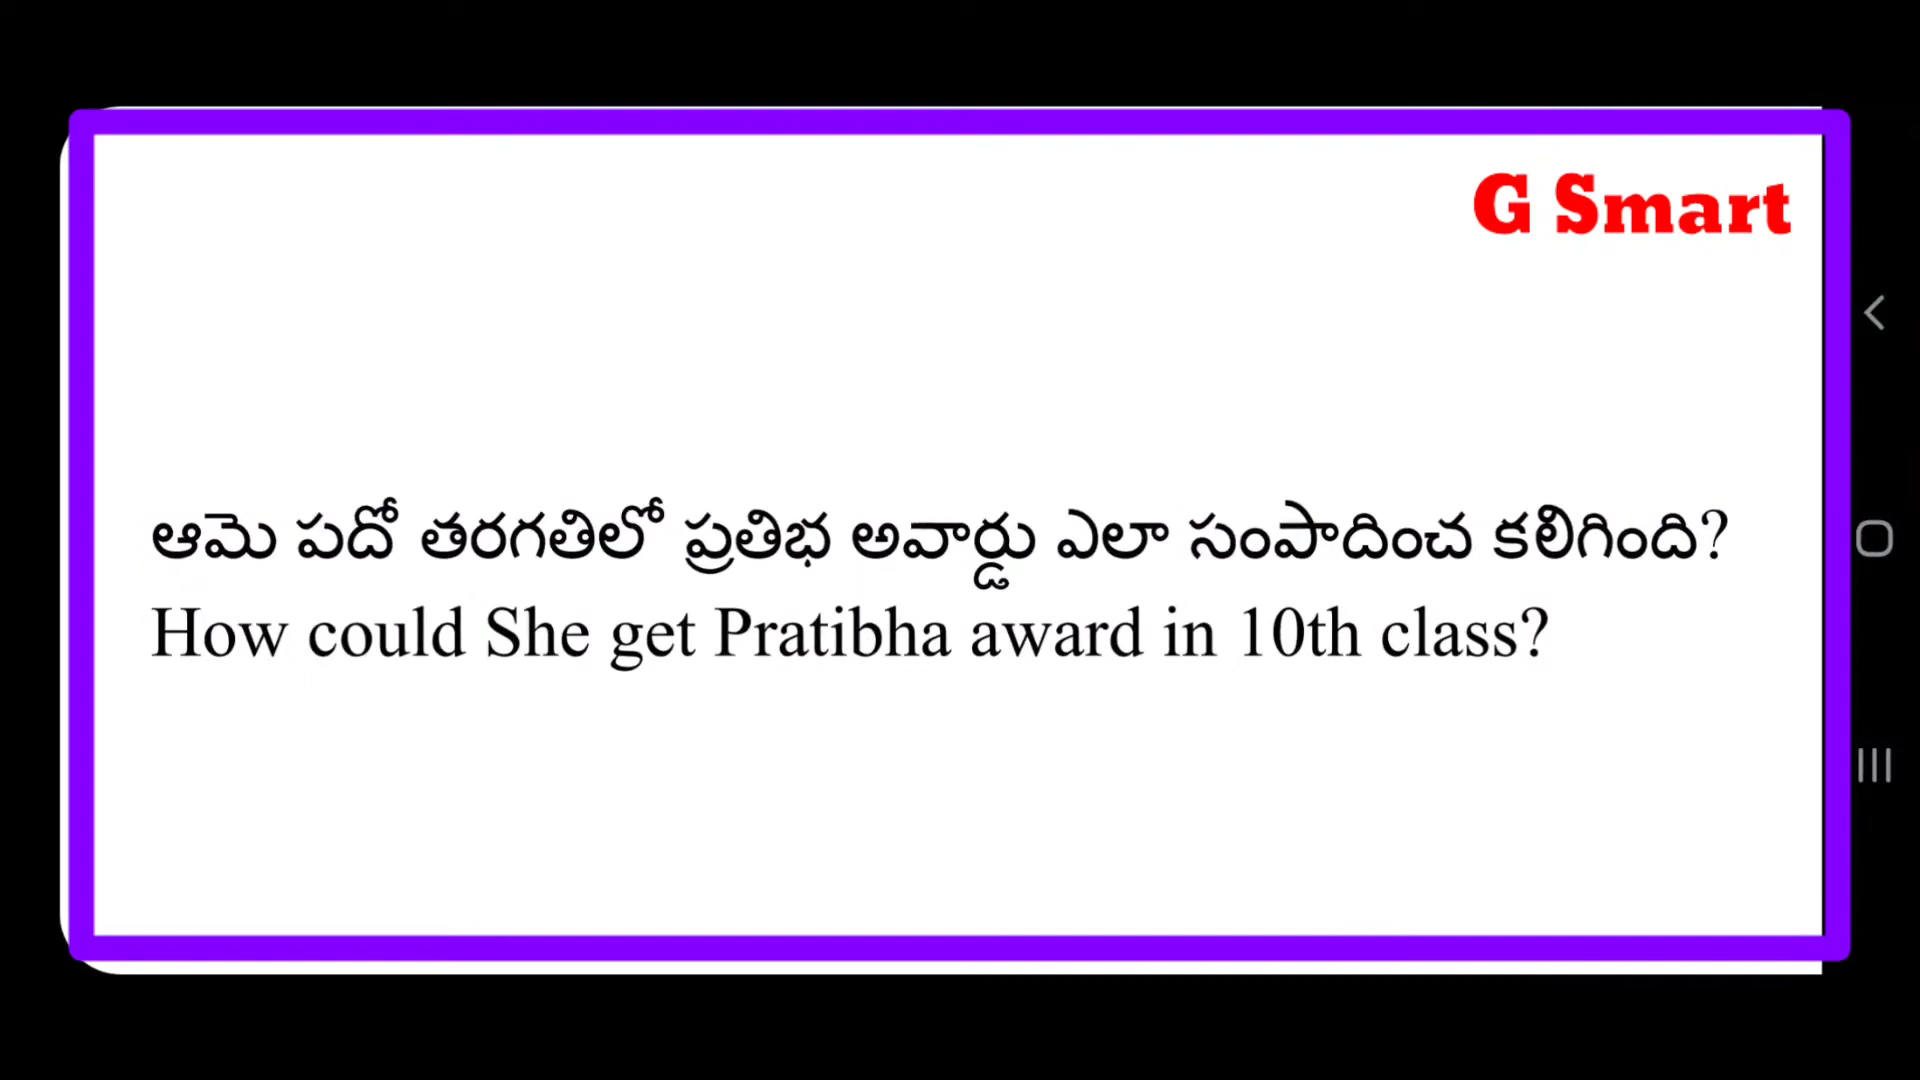 G Smart
ఆమె పదో తరగతిలో ప్రతిభ అవార్డు ఎలా సంపాదించ కలిగింది?
How could She get Pratibha award in 10th class?